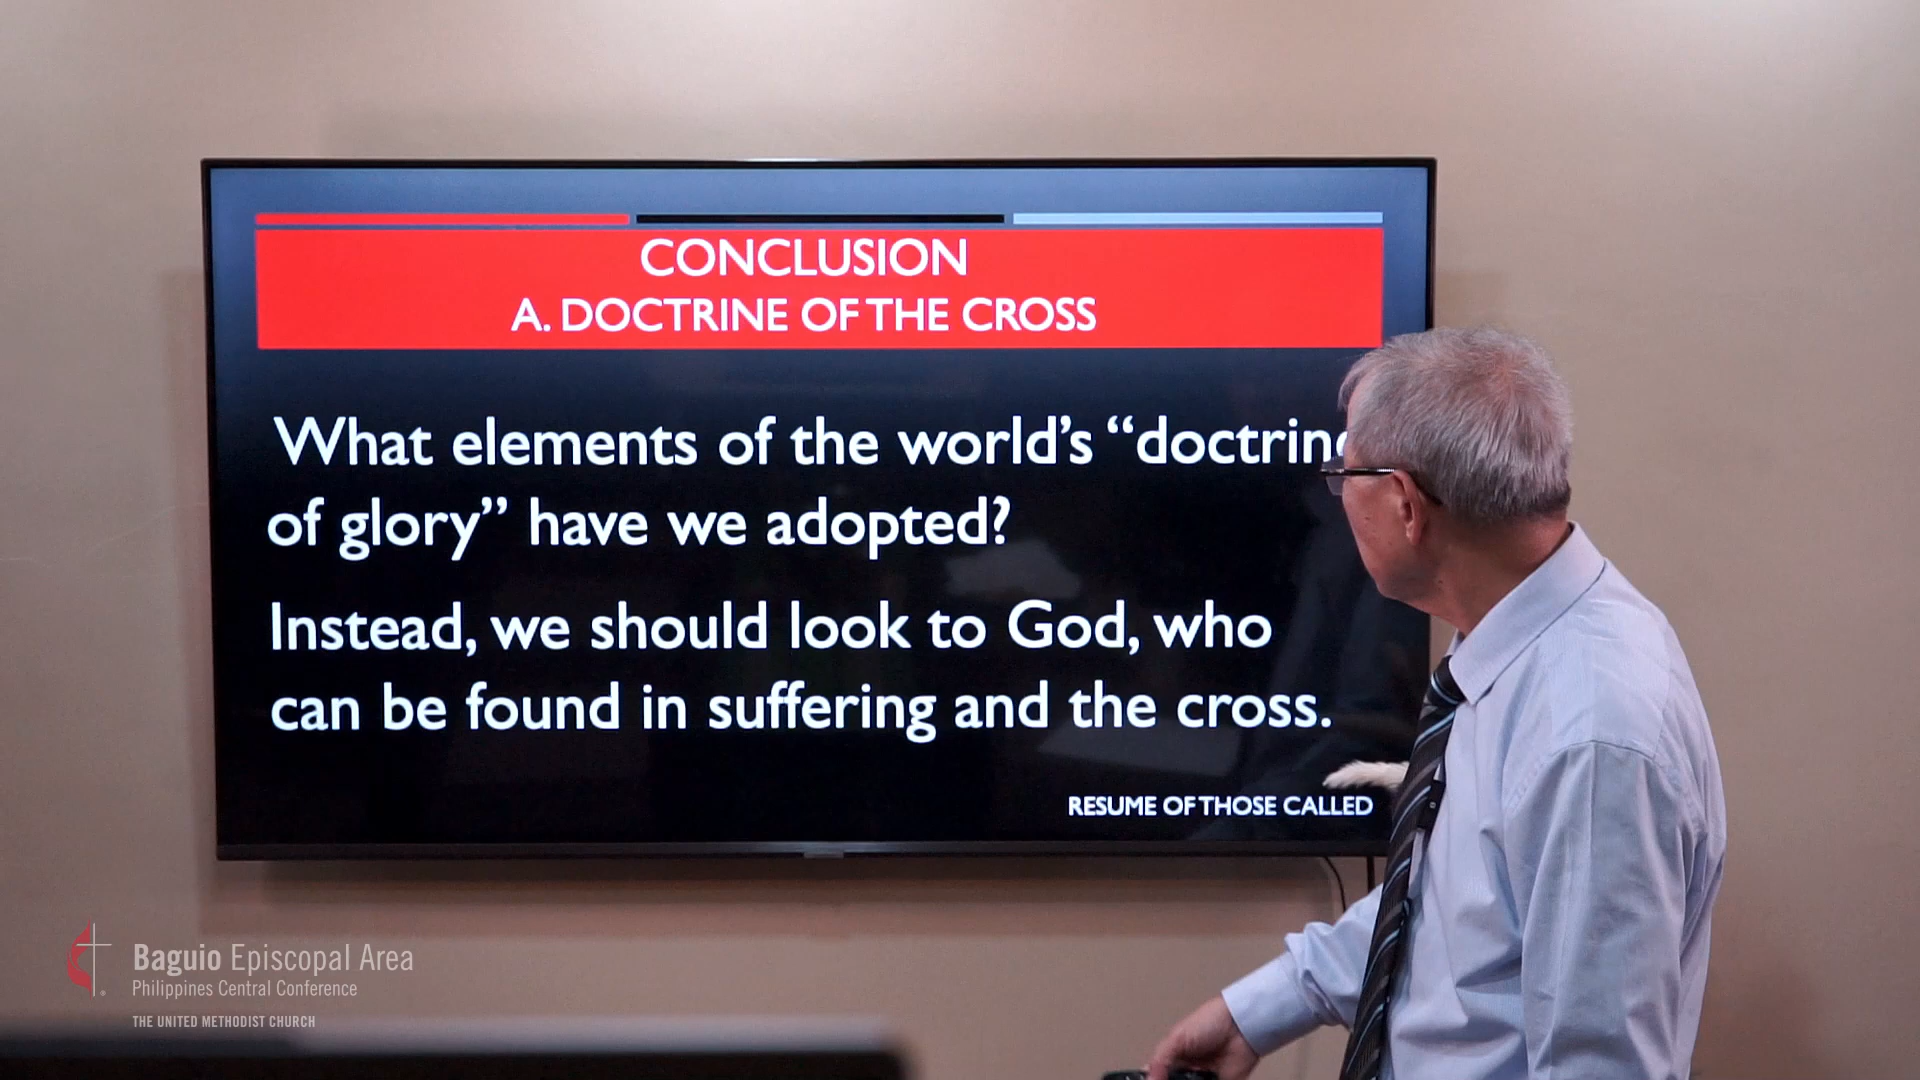 CONCLUSION
A. DOCTRINE OF THE CROSS
What elements of the world's “doctrine
of glory” have we adopted?
Instead, we should look to God, who
can be found in suffering and the cross.
RESUME OF THOSE CALLED
Baguio Episcopal Area
Philippines Central Conference
THE UNITED METHODIST CHURCH